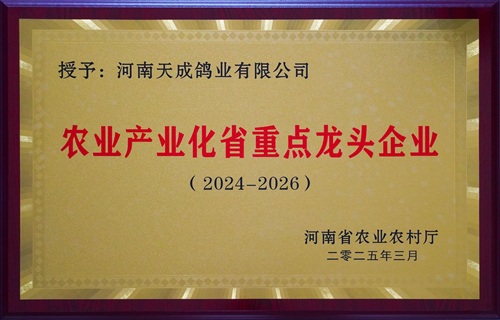 授予：河南天成鸽业有限公司
农业产业化省重点龙头企业
（2024-2026）
河南省农业农村厅
二零二五年三月